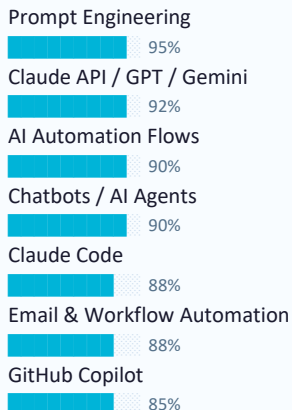 Prompt Engineering
95%
Claude API / GPT / Gemini
92%
AI Automation Flows
90%
Chatbots / AI Agents
90%
Claude Code
88%
Email & Workflow Automation
88%
GitHub Copilot
85%